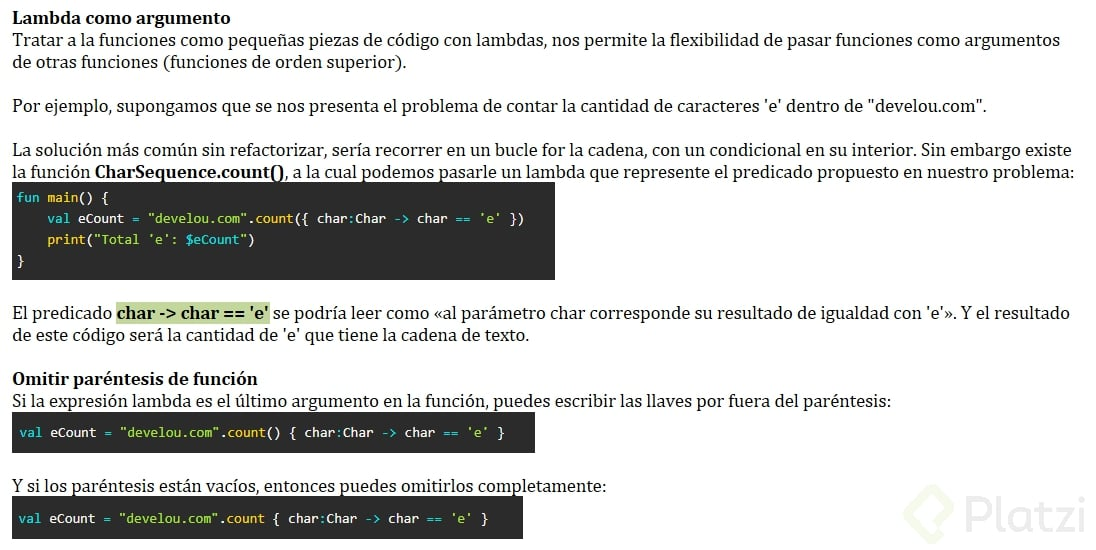 Lambda como argumento
Tratar a la funciones como pequeñas piezas de código con lambdas, nos permite la flexibilidad de pasar funciones como argumentos
de otras funciones (funciones de orden superior).
Por ejemplo, supongamos que se nos presenta el problema de contar la cantidad de caracteres 'e' dentro de "develou.com".
La solución más común sin refactorizar, sería recorrer en un bucle for la cadena, con un condicional en su interior. Sin embargo existe
la función CharSequence.count(), a la cual podemos pasarle un lambda que represente el predicado propuesto en nuestro problema:
fun main() {
    val eCount = "develou.com".count({ char:Char -> char == 'e' })
    print("Total 'e': $eCount")
}
El predicado char -> char == 'e' se podría leer como «al parámetro char corresponde su resultado de igualdad con 'e'». Y el resultado
de este código será la cantidad de 'e' que tiene la cadena de texto.
Omitir paréntesis de función
Si la expresión lambda es el último argumento en la función, puedes escribir las llaves por fuera del paréntesis:
val eCount = "develou.com".count() { char:Char -> char == 'e' }
Y si los paréntesis están vacíos, entonces puedes omitirlos completamente:
val eCount = "develou.com".count { char:Char -> char == 'e' }
Platzi